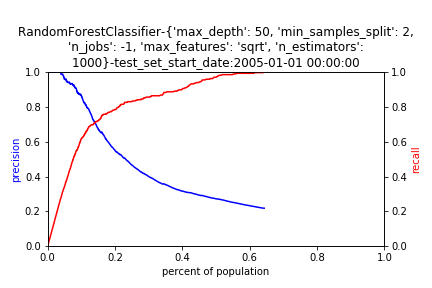 RandomForestClassifier-{'max_depth': 50, 'min_samples_split': 2,
'n_jobs': -1, 'max_features': 'sqrt', 'n_estimators':
1000}-test_set_start_date:2005-01-01 00:00:00
1.0 1.0
0.8 0.8
0.6 0.6
precision recall
0.4 0.4
0.2 0.2
0.0 0.0
0.0 0.2 0.4 0.6 0.8 1.0
percent of population